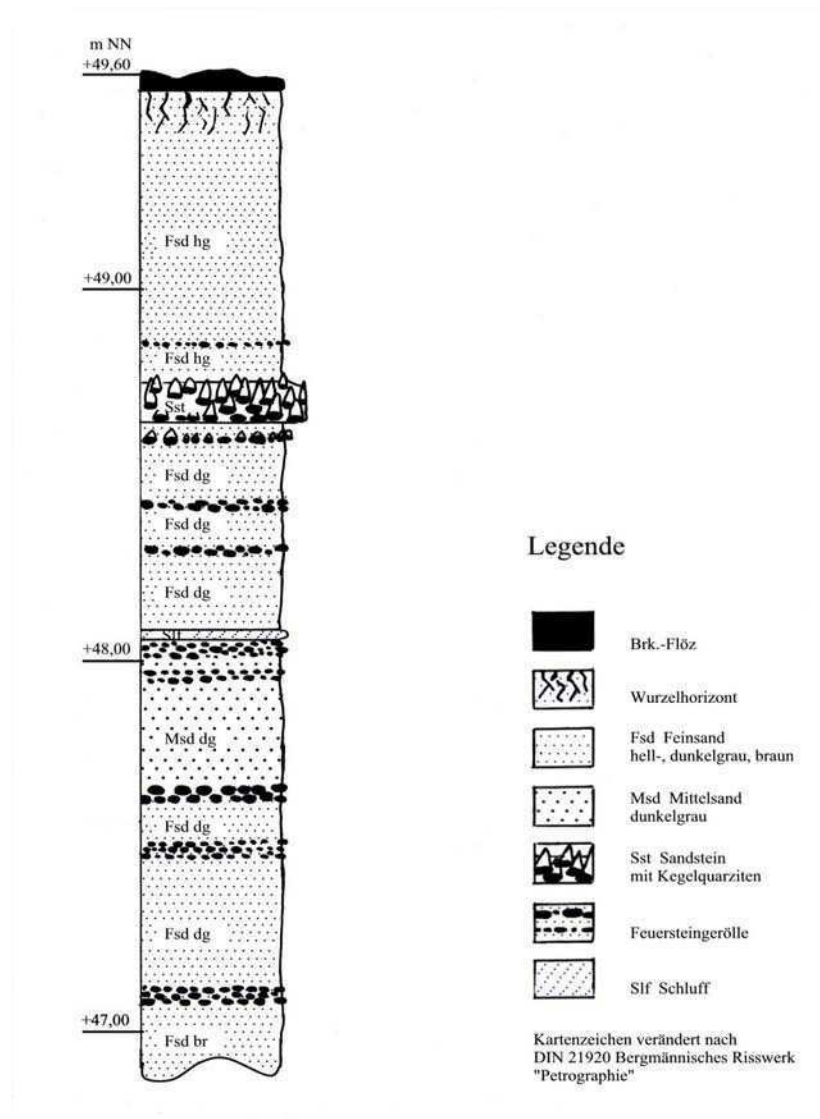 m NN
+49,60
Fsd hg
+49,00
Fsd hg
Sst
Fsd dg
Fsd dg
Fsd dg
Slf
+48,00
Msd dg
Fsd dg
Fsd dg
+47,00
Fsd br
Legende
Brk.-Flöz
Wurzelhorizont
Fsd Feinsand
hell-, dunkelgrau, braun
Msd Mittelsand
dunkelgrau
Sst Sandstein
mit Kegelquarziten
Feuersteingerölle
Slf Schluff
Kartenzeichen verändert nach
DIN 21920 Bergmännisches Risswerk
"Petrographie"